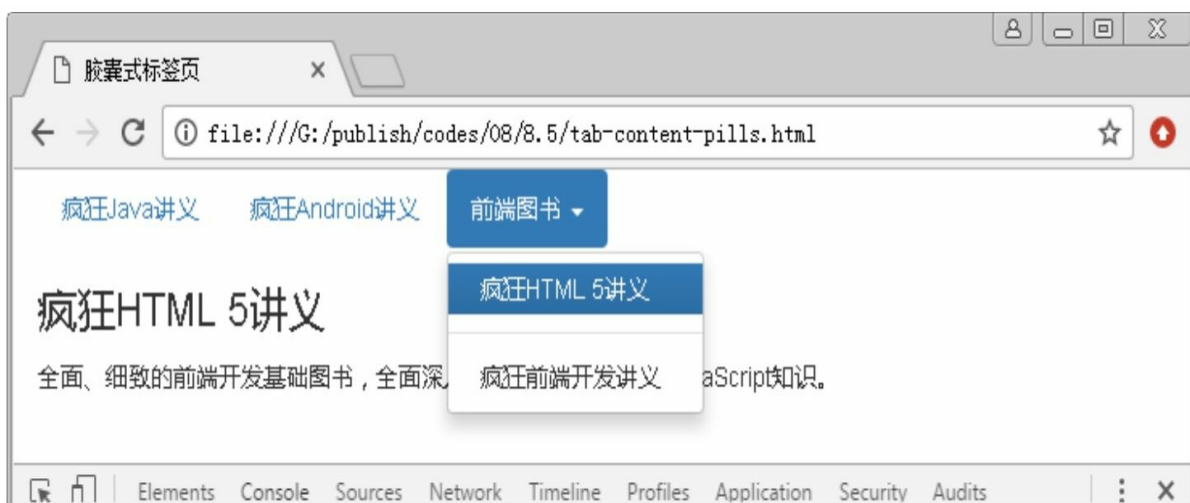 胶囊式标签页
file:///G:/publish/codes/08/8.5/tab-content-pills.html
疯狂Java讲义 疯狂Android讲义 前端图书
疯狂HTML 5讲义
疯狂前端开发讲义
疯狂HTML 5讲义
全面、细致的前端开发基础图书，全面深 aScript知识。
Elements Console Sources Network Timeline Profiles Application Security Audits